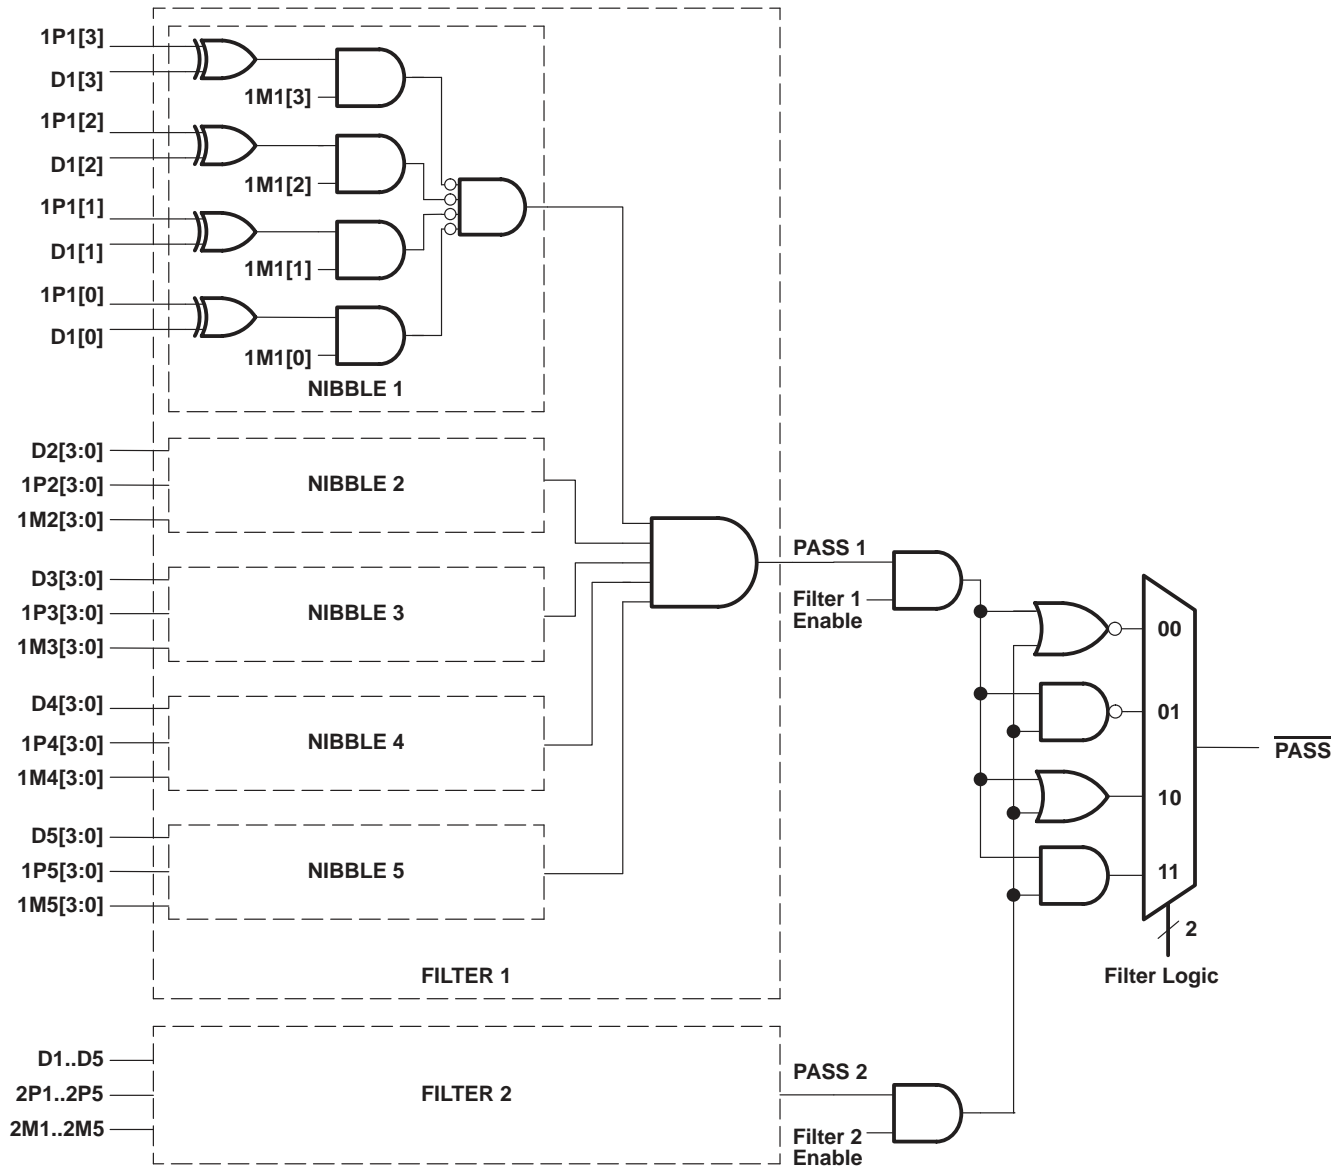 1P1[3]
D1[3]
1M1[3]
1P1[2]
D1[2]
1M1[2]
1P1[1]
D1[1]
1M1[1]
1P1[0]
D1[0]
1M1[0]
NIBBLE 1
D2[3:0]
1P2[3:0]
1M2[3:0]
NIBBLE 2
D3[3:0]
1P3[3:0]
1M3[3:0]
NIBBLE 3
D4[3:0]
1P4[3:0]
1M4[3:0]
NIBBLE 4
D5[3:0]
1P5[3:0]
1M5[3:0]
NIBBLE 5
FILTER 1
PASS 1
Filter 1
Enable
00
01
10
11
PASS
2
Filter Logic
D1..D5
2P1..2P5
2M1..2M5
FILTER 2
PASS 2
Filter 2
Enable